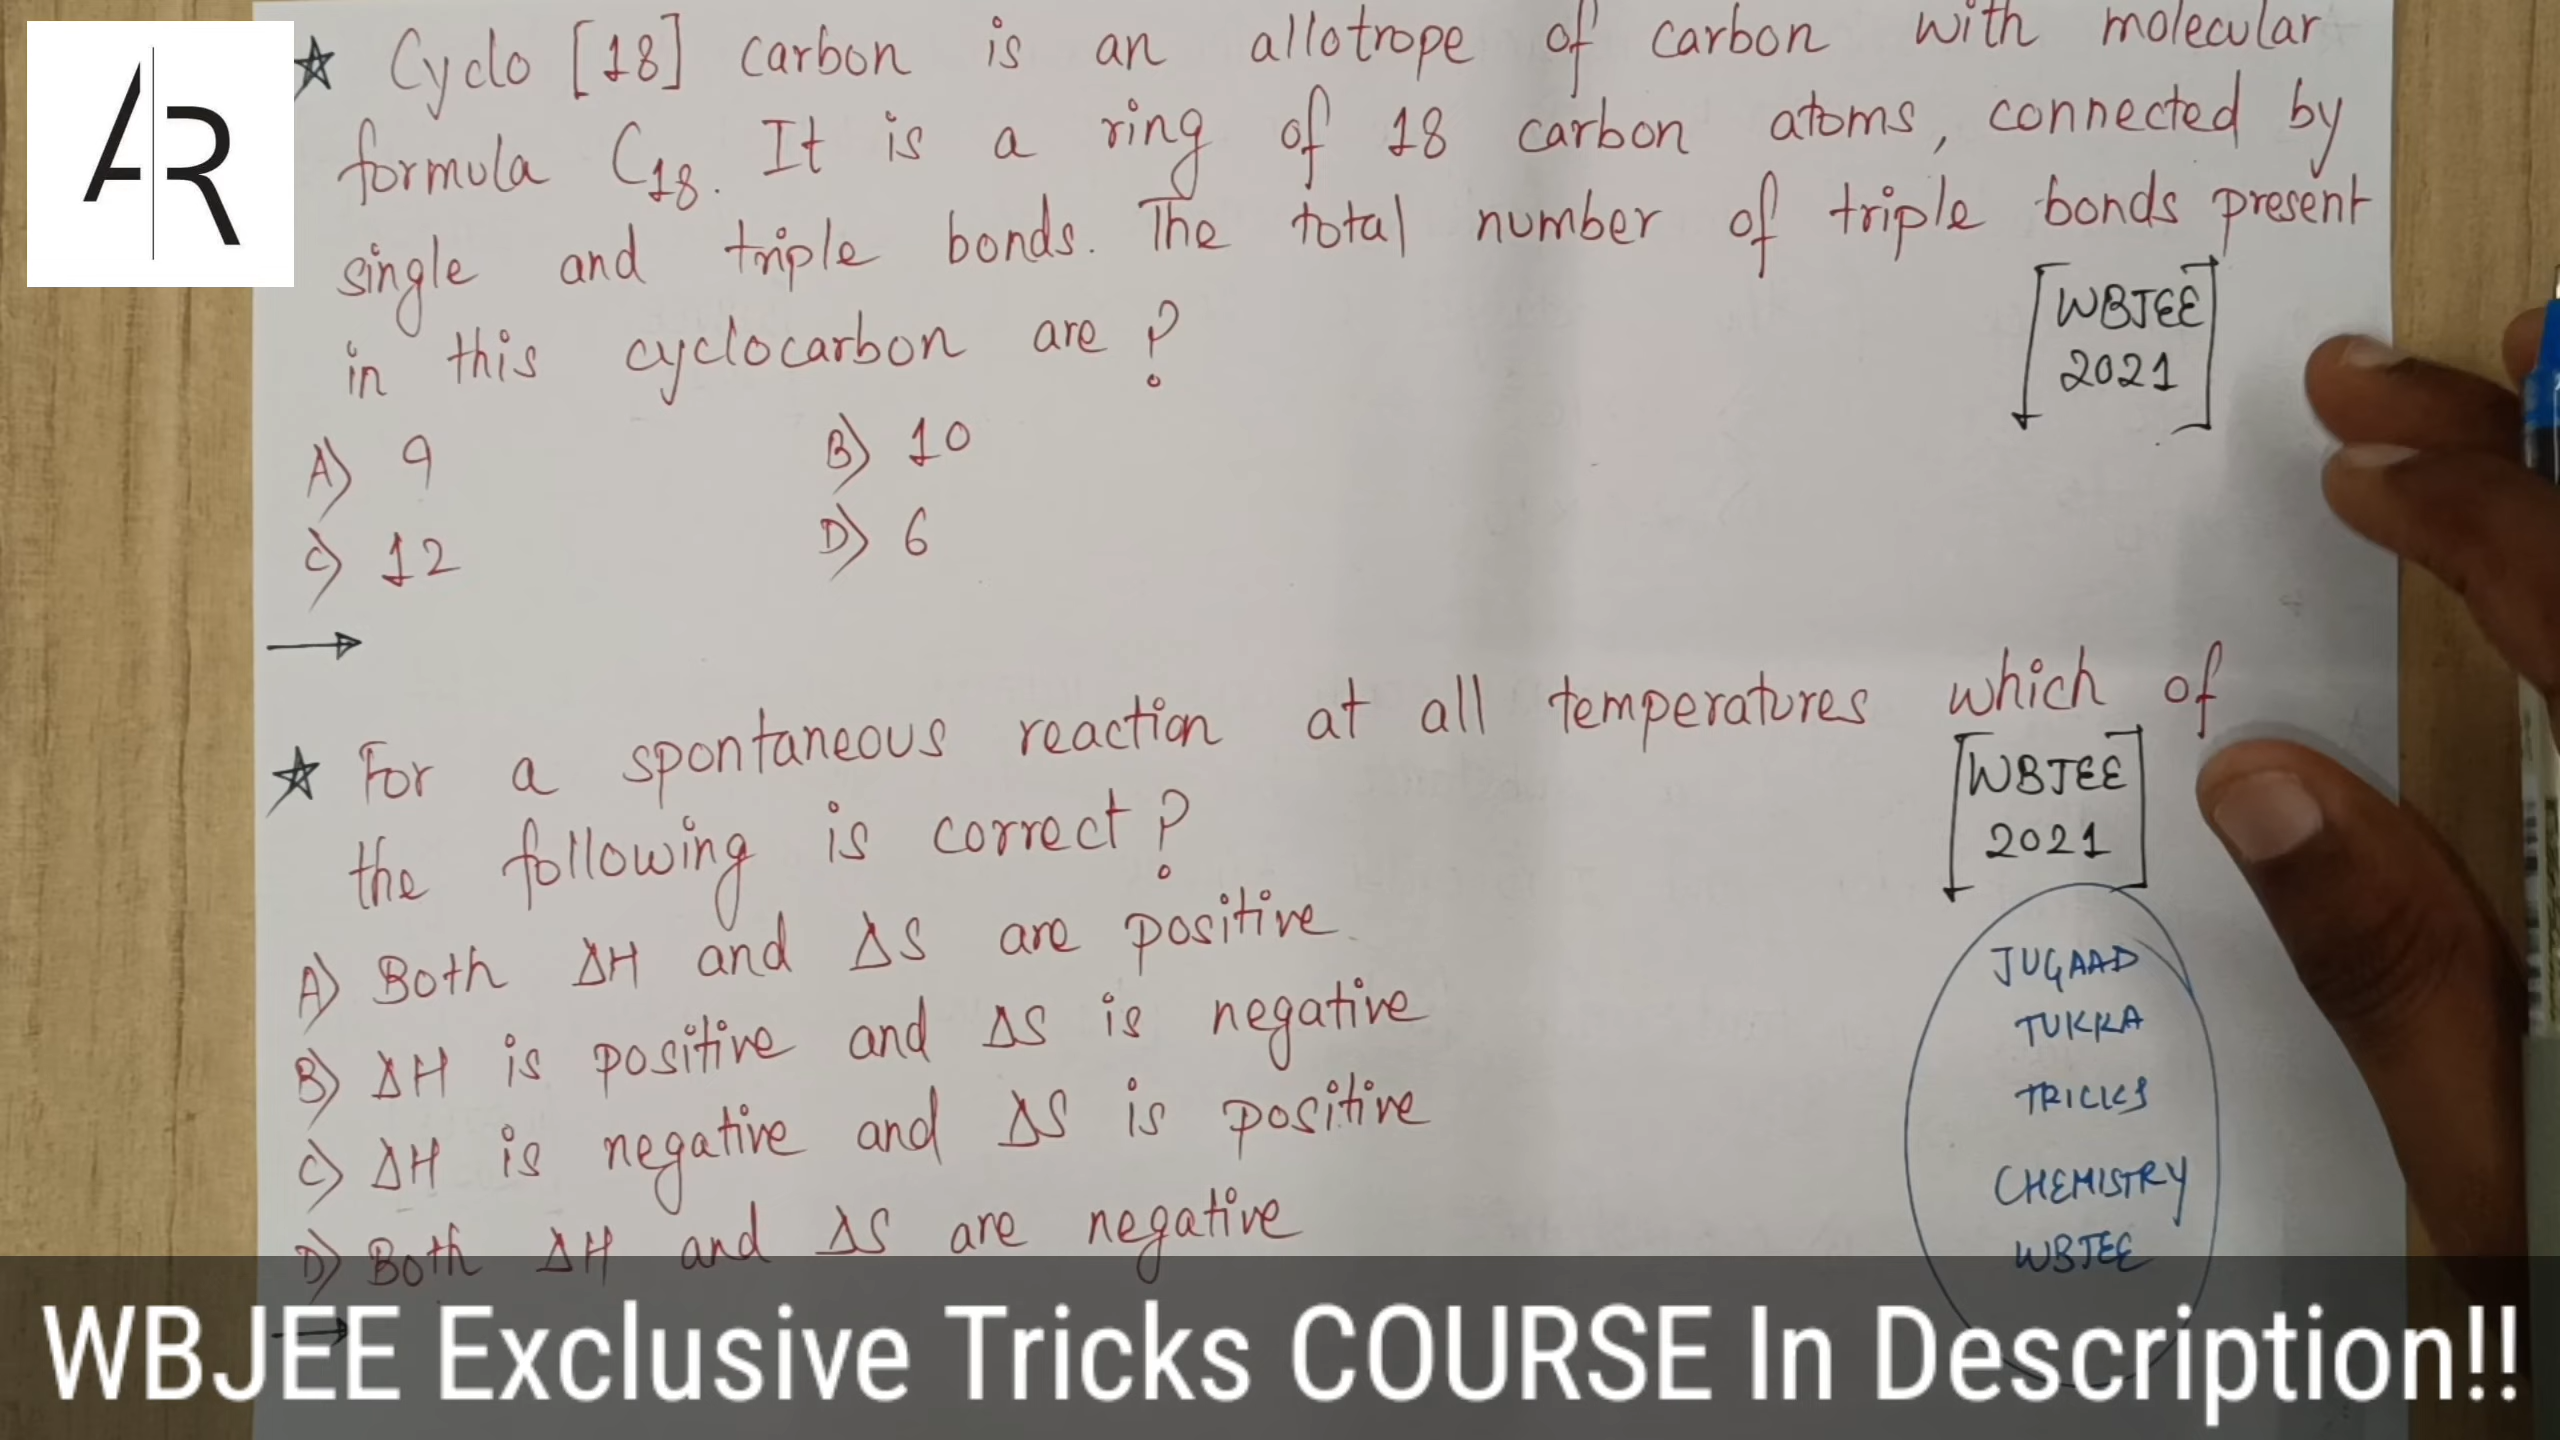 AR
☆ Cyclo [18] carbon is an allotrope of carbon with molecular
formula C₁₈. It is a ring of 18 carbon atoms, connected by
single and triple bonds. The total number of triple bonds present
in this cyclocarbon are ?
[WBJEE
2021]
A) 9 B) 10
C) 12 D) 6
→
☆ For a spontaneous reaction at all temperatures which of
the following is correct ?
[WBJEE
2021]
A) Both ΔH and ΔS are positive
B) ΔH is positive and ΔS is negative
C) ΔH is negative and ΔS is positive
D) Both ΔH and ΔS are negative
→
JUGAAD
TUKKA
TRICKS
CHEMISTRY
WBJEE
WBJEE Exclusive Tricks COURSE In Description!!